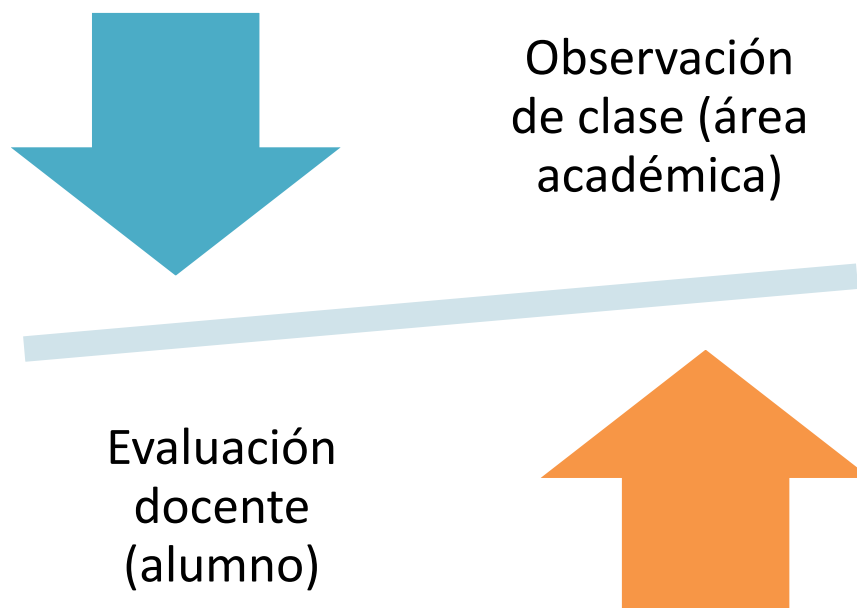 Observación
de clase (área
académica)
Evaluación
docente
(alumno)